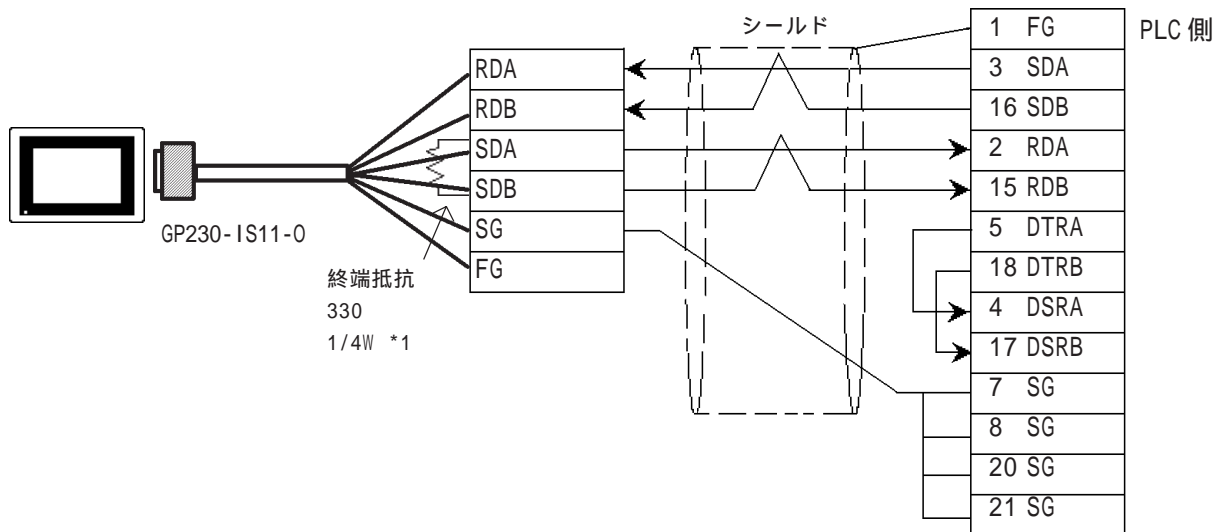 シールド
PLC 側
GP230-IS11-O
RDA
RDB
SDA
SDB
SG
FG
終端抵抗
330
1/4W *1
1 FG
3 SDA
16 SDB
2 RDA
15 RDB
5 DTRA
18 DTRB
4 DSRA
17 DSRB
7 SG
8 SG
20 SG
21 SG